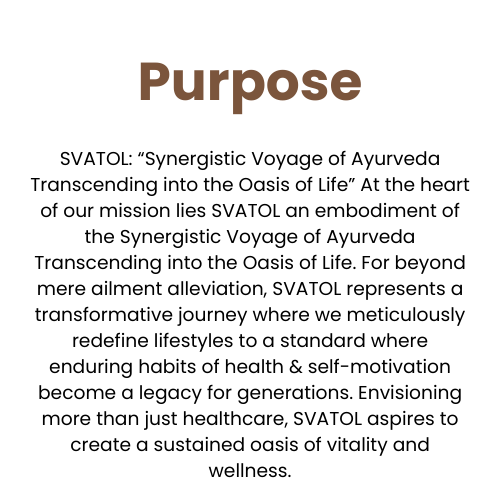 Purpose
SVATOL: “Synergistic Voyage of Ayurveda
Transcending into the Oasis of Life” At the heart
of our mission lies SVATOL an embodiment of
the Synergistic Voyage of Ayurveda
Transcending into the Oasis of Life. For beyond
mere ailment alleviation, SVATOL represents a
transformative journey where we meticulously
redefine lifestyles to a standard where
enduring habits of health & self-motivation
become a legacy for generations. Envisioning
more than just healthcare, SVATOL aspires to
create a sustained oasis of vitality and
wellness.